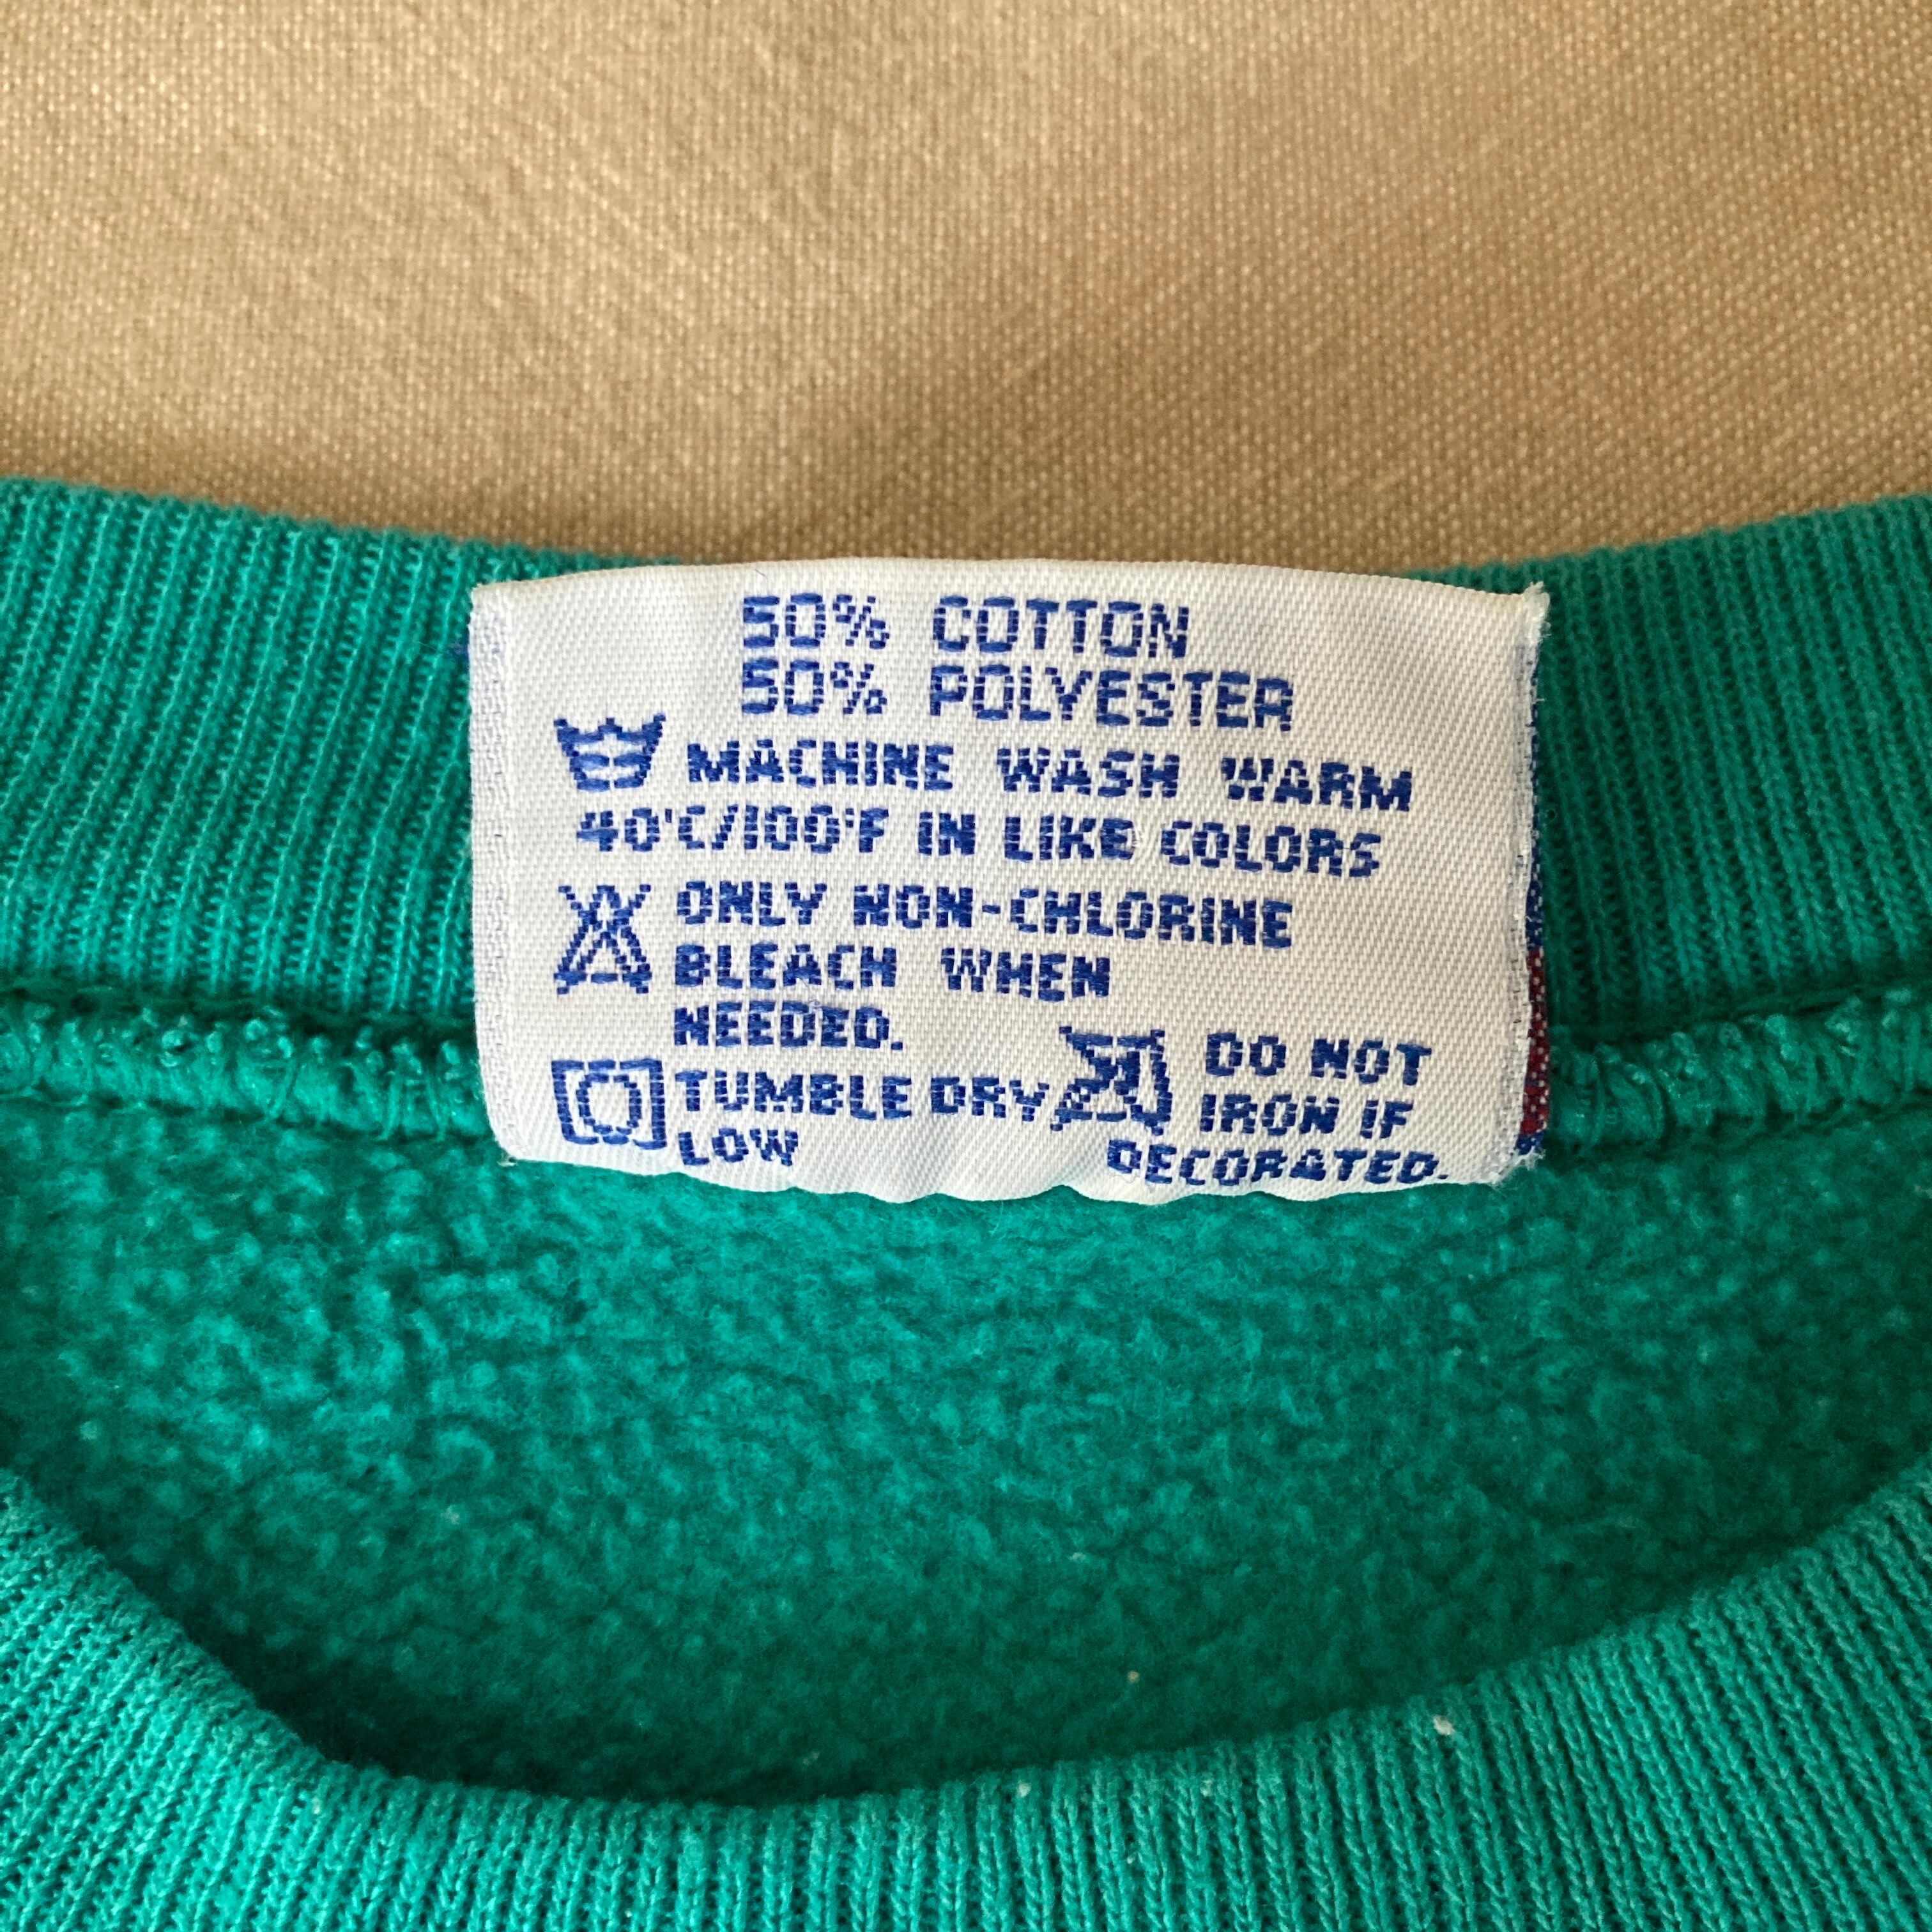 50% COTTON
50% POLYESTER
MACHINE WASH WARM
40°C/100°F IN LIKE COLORS
ONLY NON-CHLORINE
BLEACH WHEN
NEEDED.
TUMBLE DRY
LOW
DO NOT
IRON IF
DECORATED.